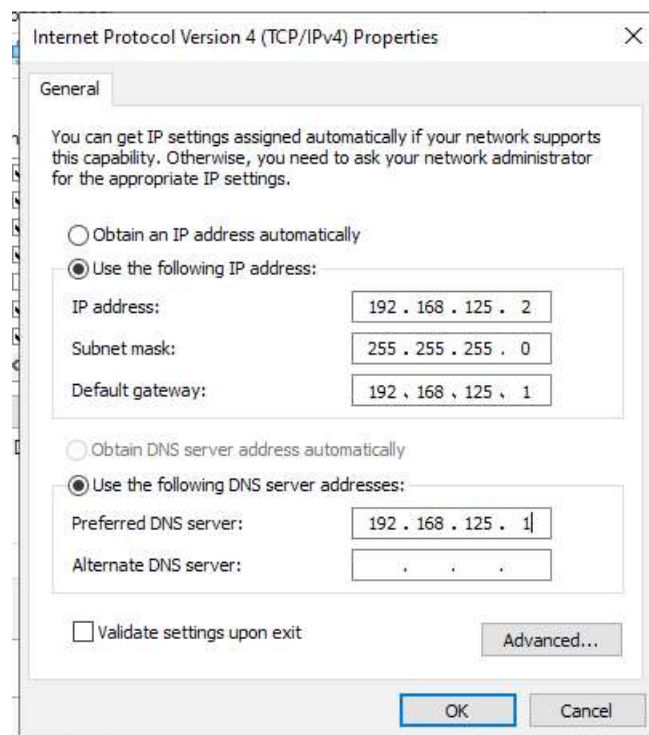 Internet Protocol Version 4 (TCP/IPv4) Properties
General
You can get IP settings assigned automatically if your network supports
this capability. Otherwise, you need to ask your network administrator
for the appropriate IP settings.
Obtain an IP address automatically
Use the following IP address:
IP address: 192 . 168 . 125 . 2
Subnet mask: 255 . 255 . 255 . 0
Default gateway: 192 . 168 . 125 . 1
Obtain DNS server address automatically
Use the following DNS server addresses:
Preferred DNS server: 192 . 168 . 125 . 1
Alternate DNS server: . . .
Validate settings upon exit
Advanced...
OK Cancel